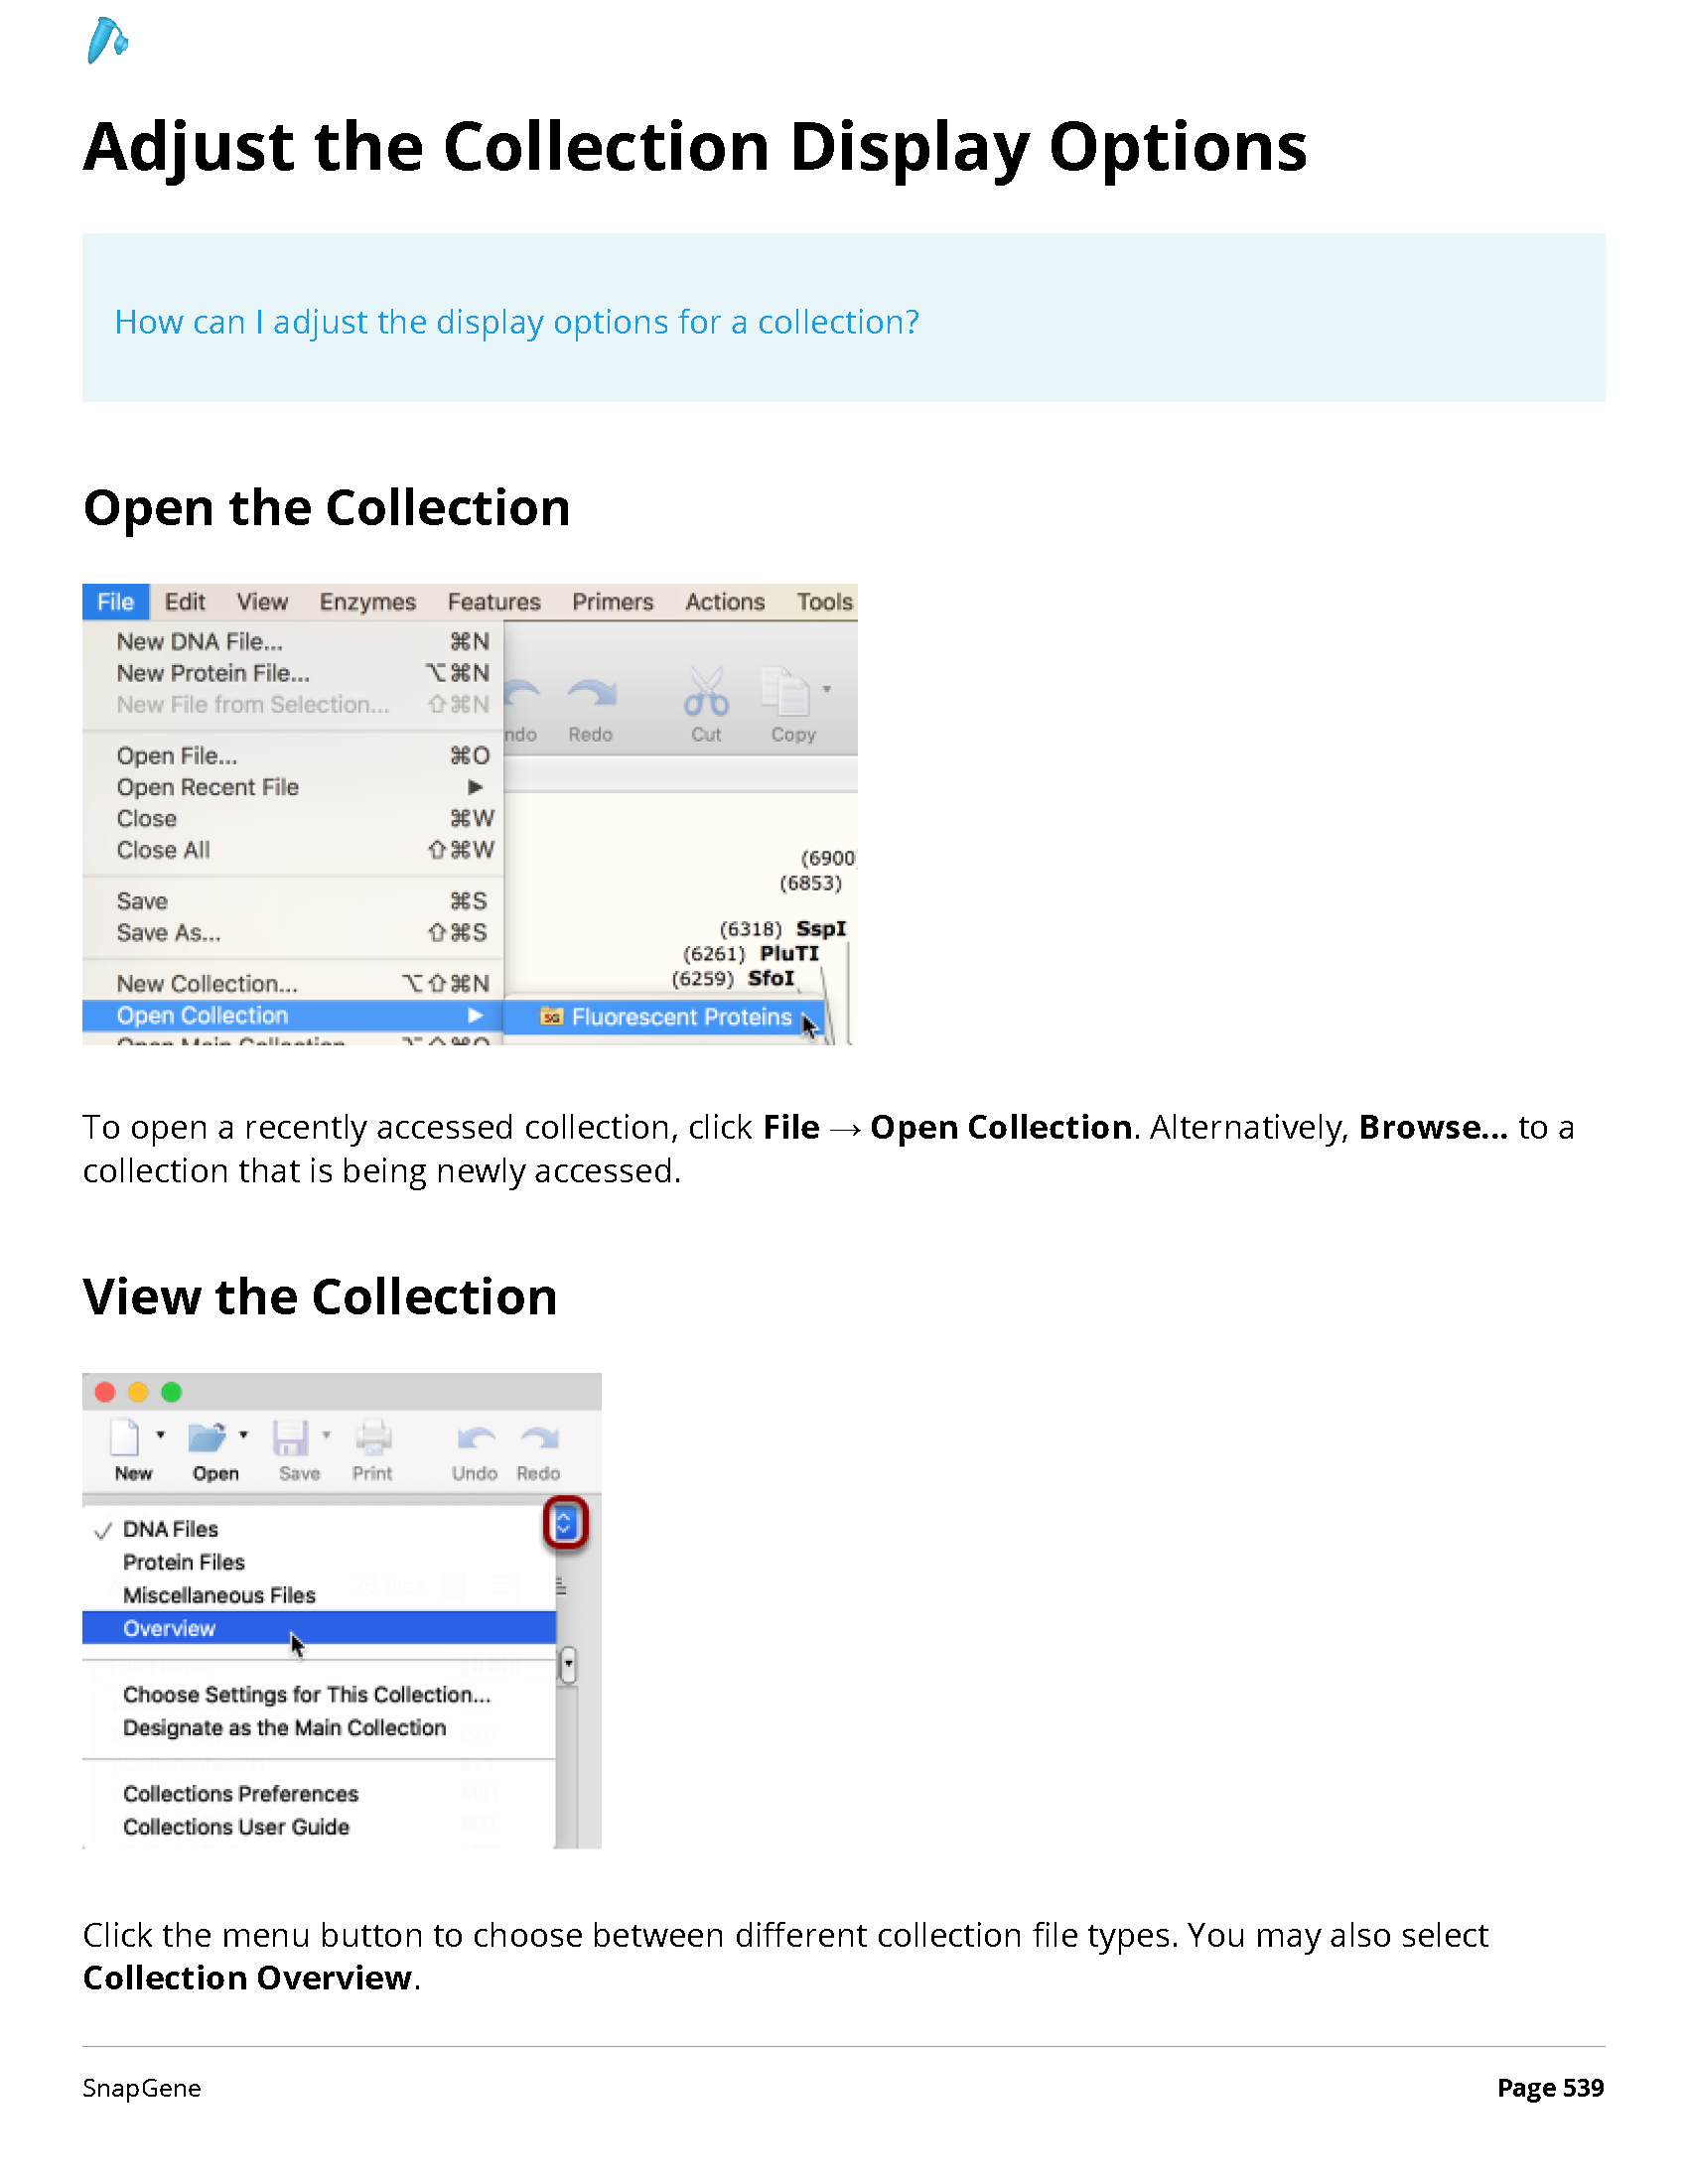 Adjust the Collection Display Options
How can I adjust the display options for a collection?
Open the Collection
File Edit View Enzymes Features Primers Actions Tools
New DNA File... ⌘N
New Protein File... ⌥⌘N
New File from Selection... ⇧⌘N
ndo Redo Cut Copy
Open File... ⌘O
Open Recent File ▶
Close ⌘W
Close All ⇧⌘W
(6900)
(6853)
Save ⌘S
Save As... ⇧⌘S
(6318) SspI
(6261) PluTI
(6259) SfoI
New Collection... ⌥⇧⌘N
Open Collection ▶ Fluorescent Proteins
Open Main Collection ⌥⇧⌘O
To open a recently accessed collection, click File → Open Collection. Alternatively, Browse... to a
collection that is being newly accessed.
View the Collection
New Open Save Print Undo Redo
✓ DNA Files
Protein Files
Miscellaneous Files
Overview
Choose Settings for This Collection...
Designate as the Main Collection
Collections Preferences
Collections User Guide
Click the menu button to choose between different collection file types. You may also select
Collection Overview.
SnapGene Page 539